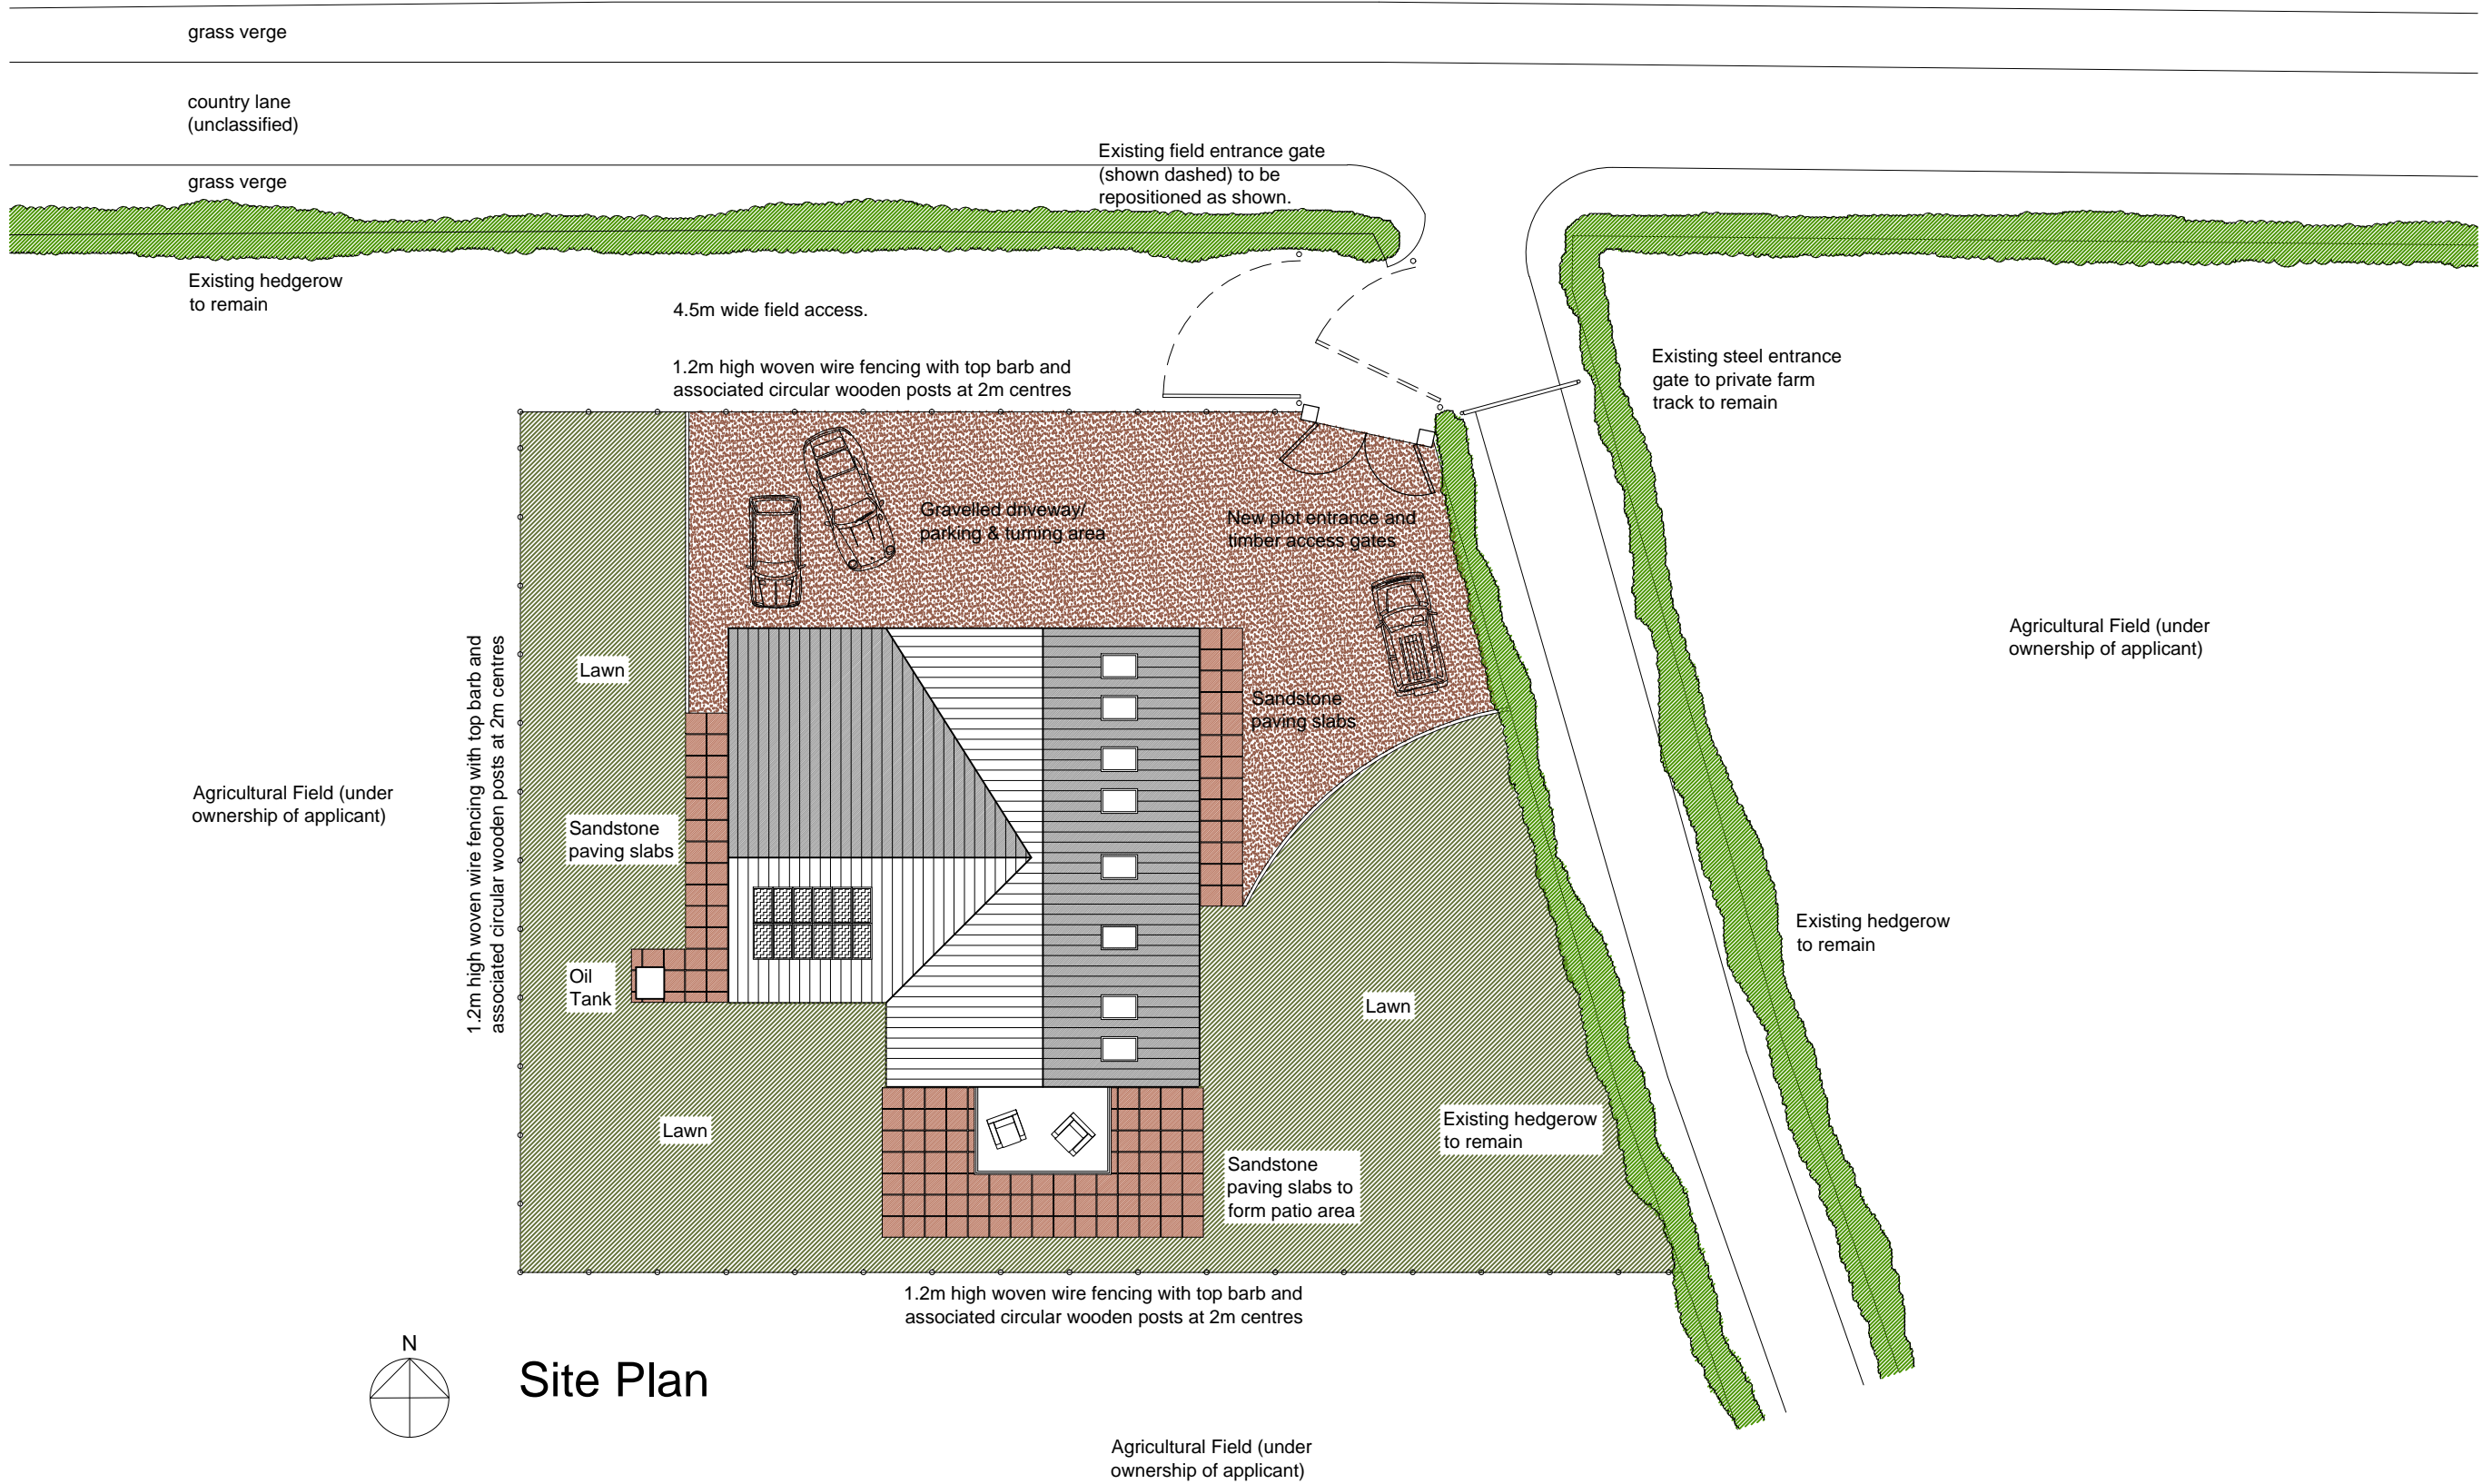 grass verge
country lane
(unclassified)
grass verge
Existing field entrance gate
(shown dashed) to be
repositioned as shown.
Existing hedgerow
to remain
4.5m wide field access.
1.2m high woven wire fencing with top barb and
associated circular wooden posts at 2m centres
Existing steel entrance
gate to private farm
track to remain
Gravelled driveway/
parking & turning area
New plot entrance and
timber access gates
Agricultural Field (under
ownership of applicant)
Lawn
Sandstone
paving slabs
1.2m high woven wire fencing with top barb and
associated circular wooden posts at 2m centres
Agricultural Field (under
ownership of applicant)
Sandstone
paving slabs
Existing hedgerow
to remain
Oil
Tank
Lawn
Lawn
Existing hedgerow
to remain
Sandstone
paving slabs to
form patio area
1.2m high woven wire fencing with top barb and
associated circular wooden posts at 2m centres
N
Site Plan
Agricultural Field (under
ownership of applicant)